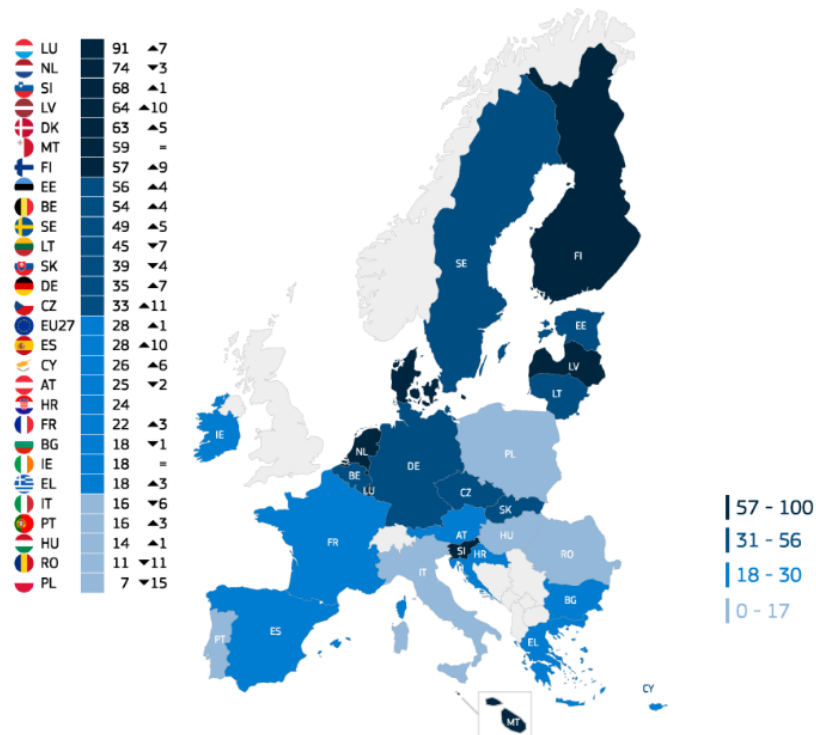 LU 91 ▲7
NL 74 ▼3
SI 68 ▲1
LV 64 ▲10
DK 63 ▲5
MT 59 =
FI 57 ▲9
EE 56 ▲4
BE 54 ▲4
SE 49 ▲5
LT 45 ▼7
SK 39 ▼4
DE 35 ▲7
CZ 33 ▲11
EU27 28 ▲1
ES 28 ▲10
CY 26 ▲6
AT 25 ▼2
HR 24
FR 22 ▲3
BG 18 ▼1
IE 18 =
EL 18 ▲3
IT 16 ▼6
PT 16 ▲3
HU 14 ▲1
RO 11 ▼11
PL 7 ▼15
SE
FI
EE
LV
LT
IE
NL
PL
BE
DE
LU
CZ
SK
FR
AT
HU
SI
HR
RO
IT
BG
PT
ES
EL
CY
MT
57 - 100
31 - 56
18 - 30
0 - 17